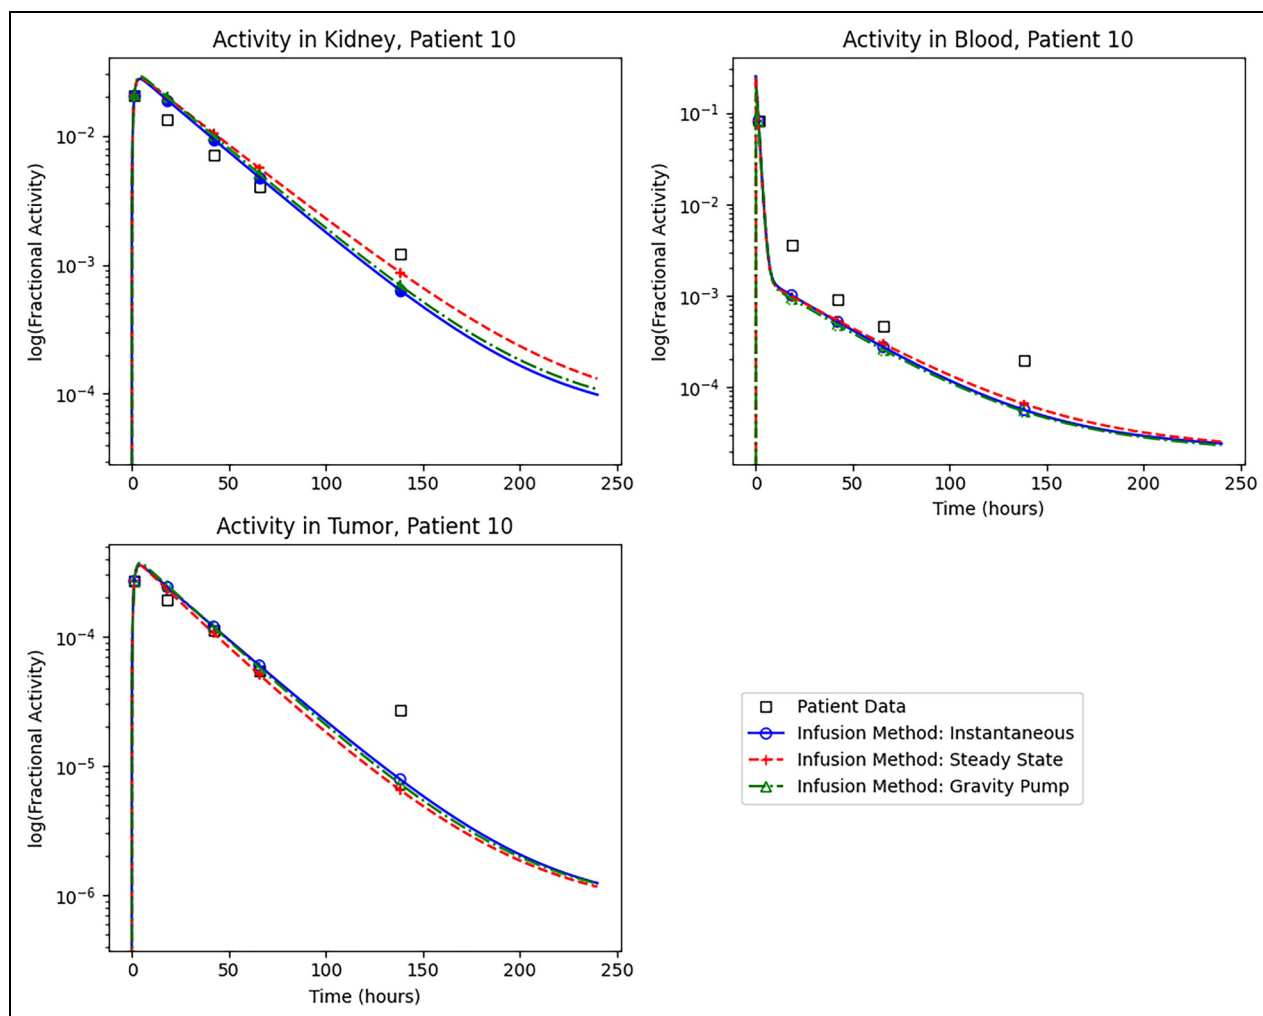 Activity in Kidney, Patient 10
log(Fractional Activity)
10⁻²
10⁻³
10⁻⁴
0 50 100 150 200 250
Activity in Blood, Patient 10
log(Fractional Activity)
10⁻¹
10⁻²
10⁻³
10⁻⁴
0 50 100 150 200 250
Time (hours)
Activity in Tumor, Patient 10
log(Fractional Activity)
10⁻⁴
10⁻⁵
10⁻⁶
0 50 100 150 200 250
Time (hours)
Patient Data
Infusion Method: Instantaneous
Infusion Method: Steady State
Infusion Method: Gravity Pump